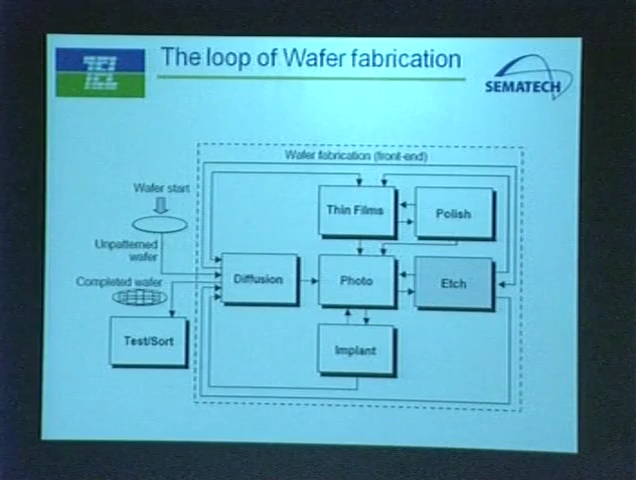 The loop of Wafer fabrication
TEL
SEMATECH
Wafer fabrication (front-end)
Wafer start
Thin Films
Polish
Unpatterned
wafer
Completed wafer
Diffusion
Photo
Etch
Test/Sort
Implant